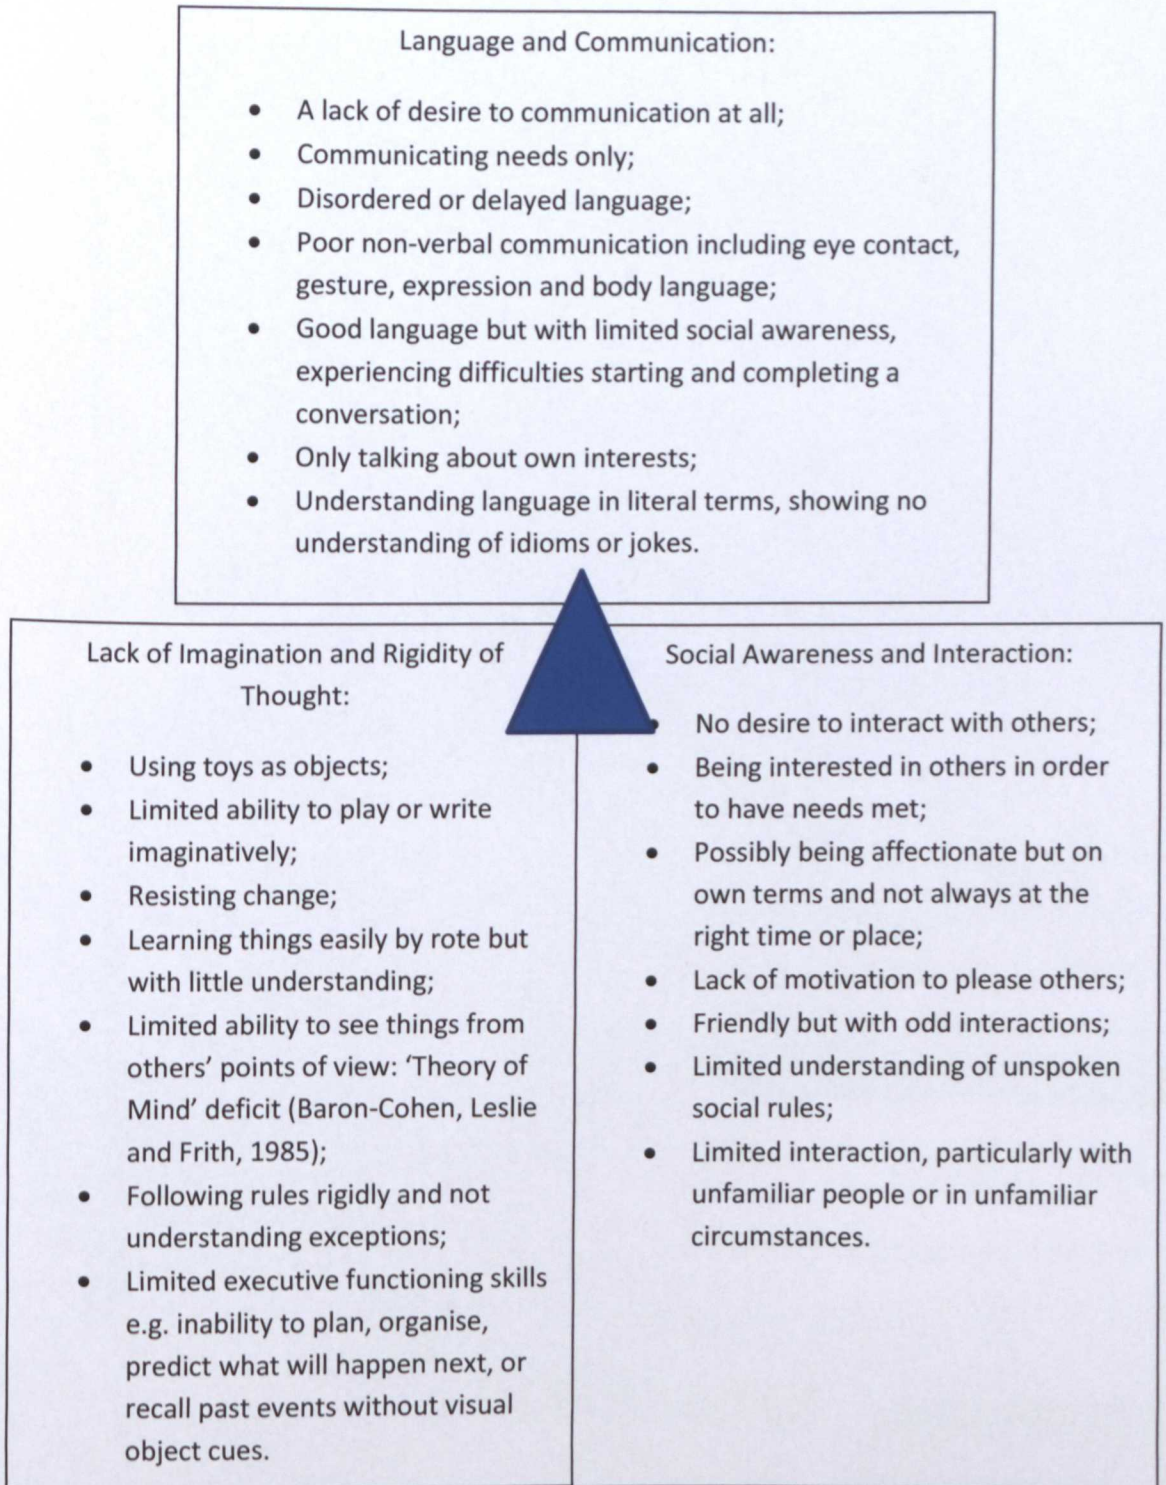 Language and Communication:
• A lack of desire to communication at all;
• Communicating needs only;
• Disordered or delayed language;
• Poor non-verbal communication including eye contact,
gesture, expression and body language;
• Good language but with limited social awareness,
experiencing difficulties starting and completing a
conversation;
• Only talking about own interests;
• Understanding language in literal terms, showing no
understanding of idioms or jokes.
Lack of Imagination and Rigidity of
Thought:
• Using toys as objects;
• Limited ability to play or write
imaginatively;
• Resisting change;
• Learning things easily by rote but
with little understanding;
• Limited ability to see things from
others’ points of view: ‘Theory of
Mind’ deficit (Baron-Cohen, Leslie
and Frith, 1985);
• Following rules rigidly and not
understanding exceptions;
• Limited executive functioning skills
e.g. inability to plan, organise,
predict what will happen next, or
recall past events without visual
object cues.
Social Awareness and Interaction:
• No desire to interact with others;
• Being interested in others in order
to have needs met;
• Possibly being affectionate but on
own terms and not always at the
right time or place;
• Lack of motivation to please others;
• Friendly but with odd interactions;
• Limited understanding of unspoken
social rules;
• Limited interaction, particularly with
unfamiliar people or in unfamiliar
circumstances.